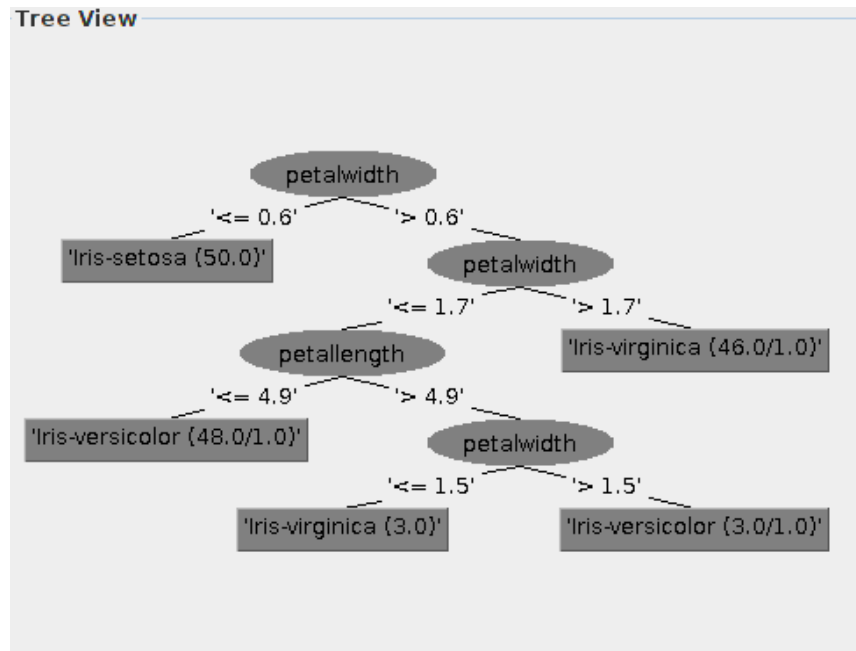 Tree View
petalwidth
'<= 0.6' '> 0.6'
'Iris-setosa (50.0)' petalwidth
'<= 1.7' '> 1.7'
petallength 'Iris-virginica (46.0/1.0)'
'<= 4.9' '> 4.9'
'Iris-versicolor (48.0/1.0)' petalwidth
'<= 1.5' '> 1.5'
'Iris-virginica (3.0)' 'Iris-versicolor (3.0/1.0)'